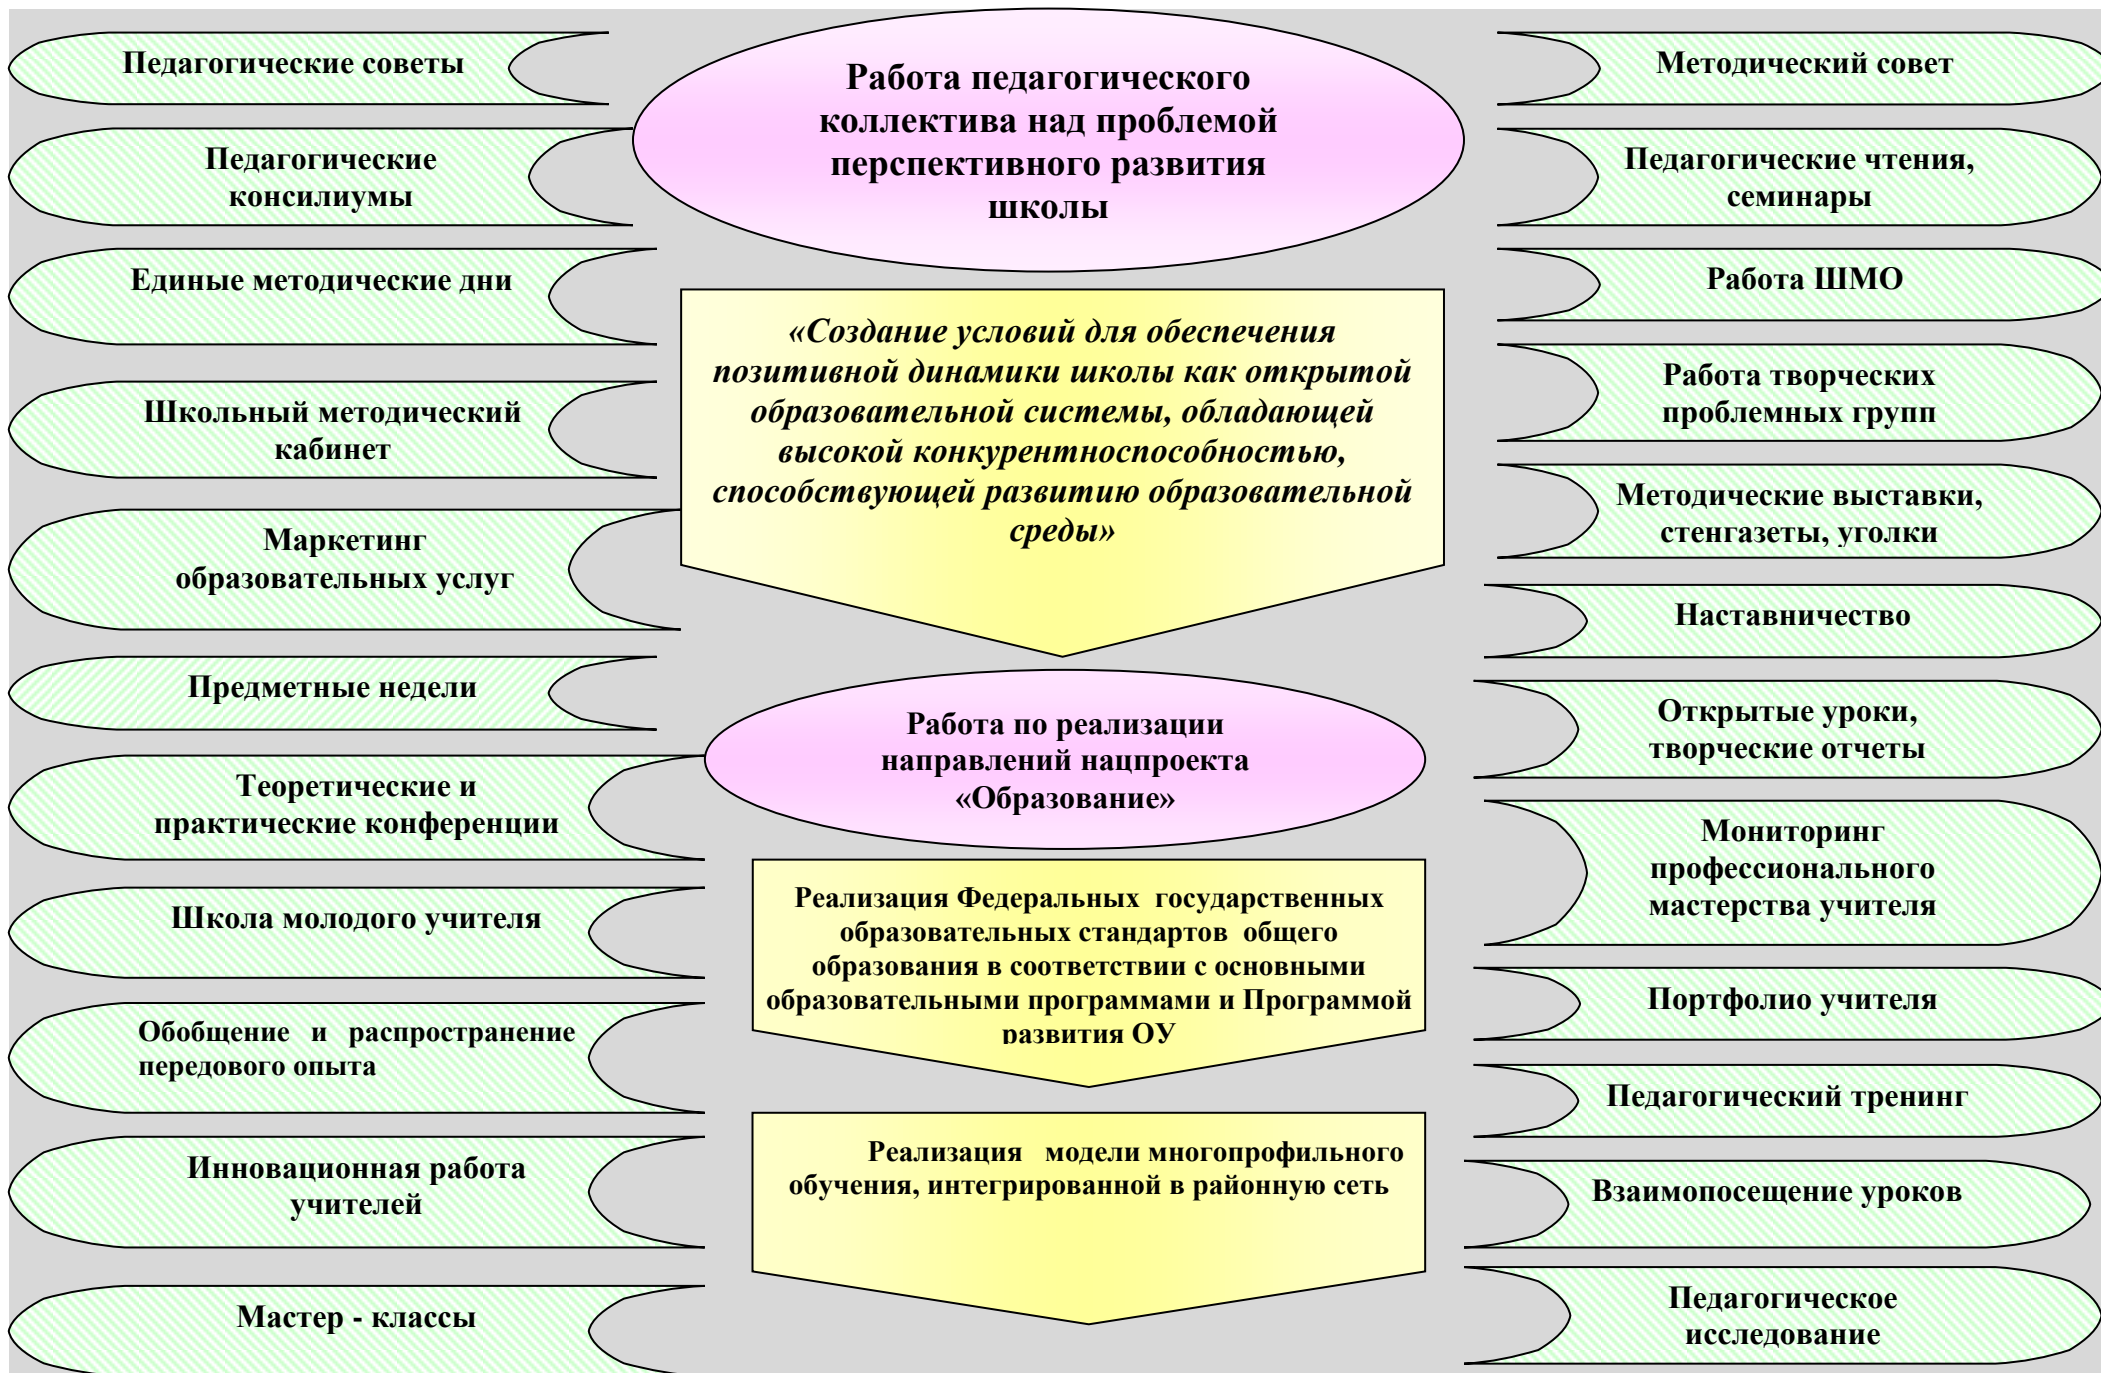 Педагогические советы
Педагогические
консилиумы
Единые методические дни
Школьный методический
кабинет
Маркетинг
образовательных услуг
Предметные недели
Теоретические и
практические конференции
Школа молодого учителя
Обобщение и распространение
передового опыта
Инновационная работа
учителей
Мастер - классы
Работа педагогического
коллектива над проблемой
перспективного развития
школы
«Создание условий для обеспечения
позитивной динамики школы как открытой
образовательной системы, обладающей
высокой конкурентноспособностью,
способствующей развитию образовательной
среды»
Работа по реализации
направлений нацпроекта
«Образование»
Реализация Федеральных государственных
образовательных стандартов общего
образования в соответствии с основными
образовательными программами и Программой
развития ОУ
Реализация модели многопрофильного
обучения, интегрированной в районную сеть
Методический совет
Педагогические чтения,
семинары
Работа ШМО
Работа творческих
проблемных групп
Методические выставки,
стенгазеты, уголки
Наставничество
Открытые уроки,
творческие отчеты
Мониторинг
профессионального
мастерства учителя
Портфолио учителя
Педагогический тренинг
Взаимопосещение уроков
Педагогическое
исследование